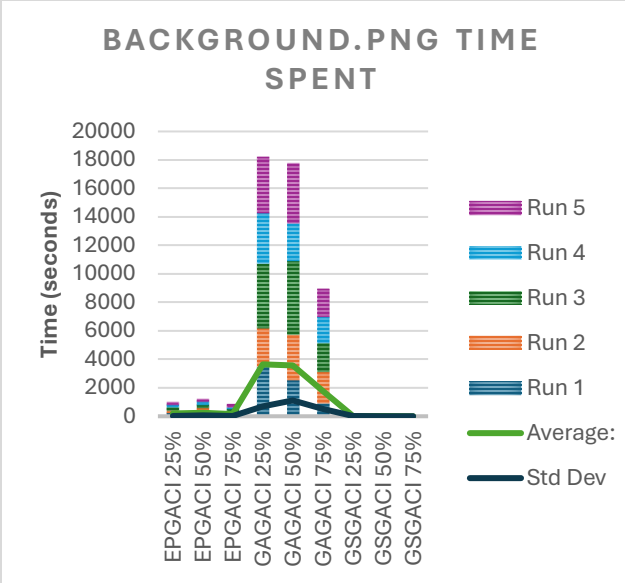 BACKGROUND.PNG TIME
SPENT
Time (seconds)
20000
18000
16000
14000
12000
10000
8000
6000
4000
2000
0
EPGACI 25%
EPGACI 50%
EPGACI 75%
GAGACI 25%
GAGACI 50%
GAGACI 75%
GSGACI 25%
GSGACI 50%
GSGACI 75%
Run 5
Run 4
Run 3
Run 2
Run 1
Average:
Std Dev